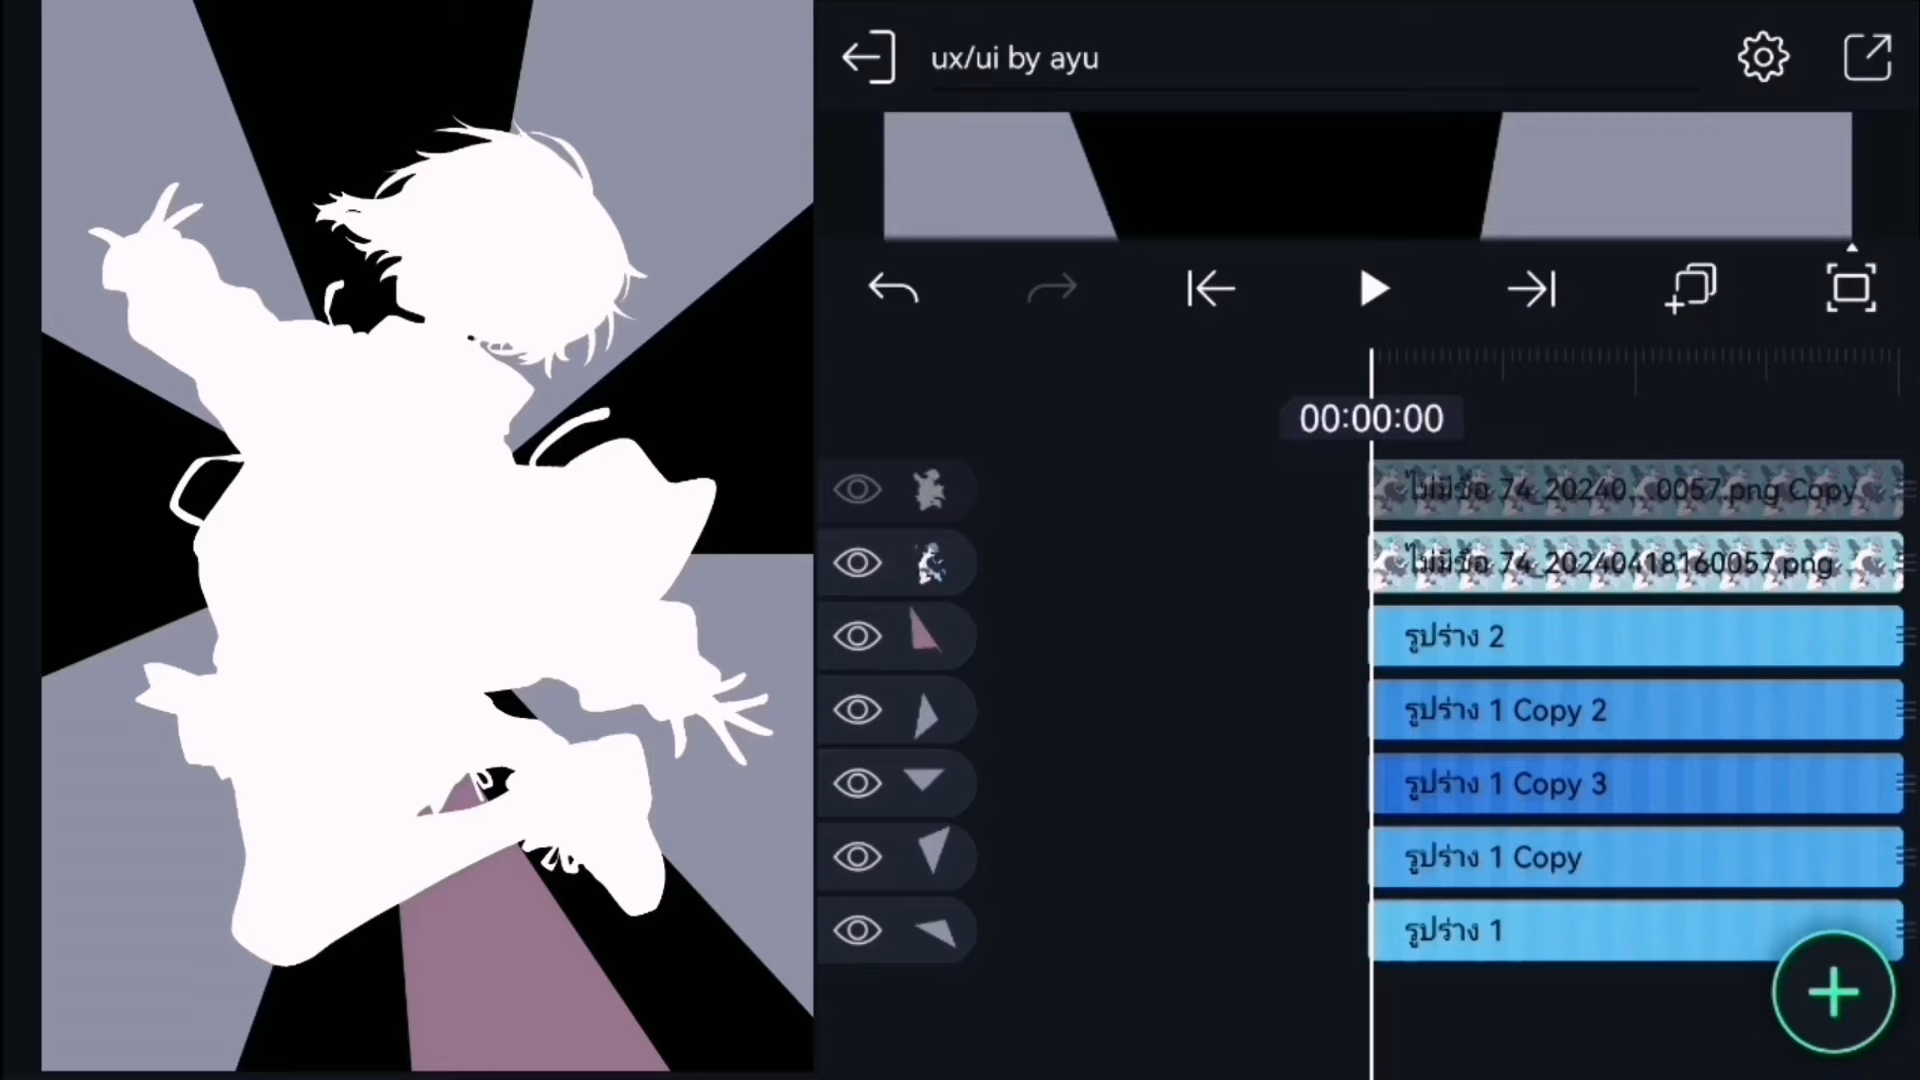 ux/ui by ayu
00:00:00
ไม่มีชื่อ 74_20240...0057.png Copy
ไม่มีชื่อ 74_20240418160057.png
รูปร่าง 2
รูปร่าง 1 Copy 2
รูปร่าง 1 Copy 3
รูปร่าง 1 Copy
รูปร่าง 1